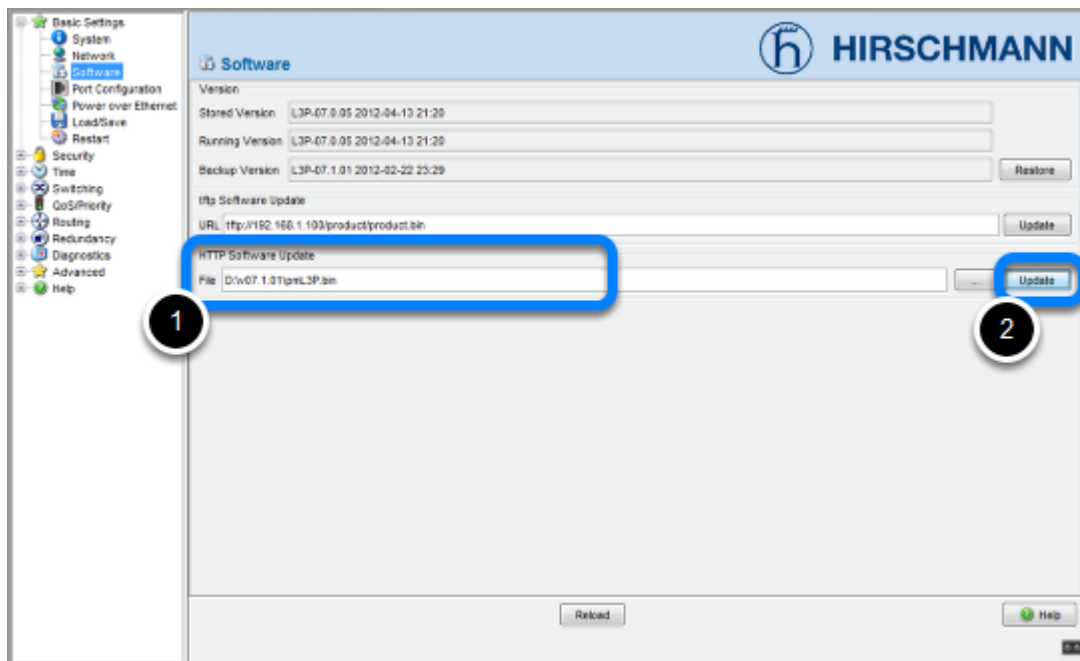 Basic Settings
System
Network
Software
Port Configuration
Power over Ethernet
Load/Save
Restart
Security
Time
Switching
QoS/Priority
Routing
Redundancy
Diagnostics
Advanced
Help
HIRSCHMANN
Software
Version
Stored Version L3P-07.0.05 2012-04-13 21:20
Running Version L3P-07.0.05 2012-04-13 21:20
Backup Version L3P-07.1.01 2012-02-22 23:29 Restore
tftp Software Update
URL tftp://192.168.1.100/product/product.bin Update
HTTP Software Update
File D:\v07.1.01\pmL3P.bin ... Update
1
2
Reload Help